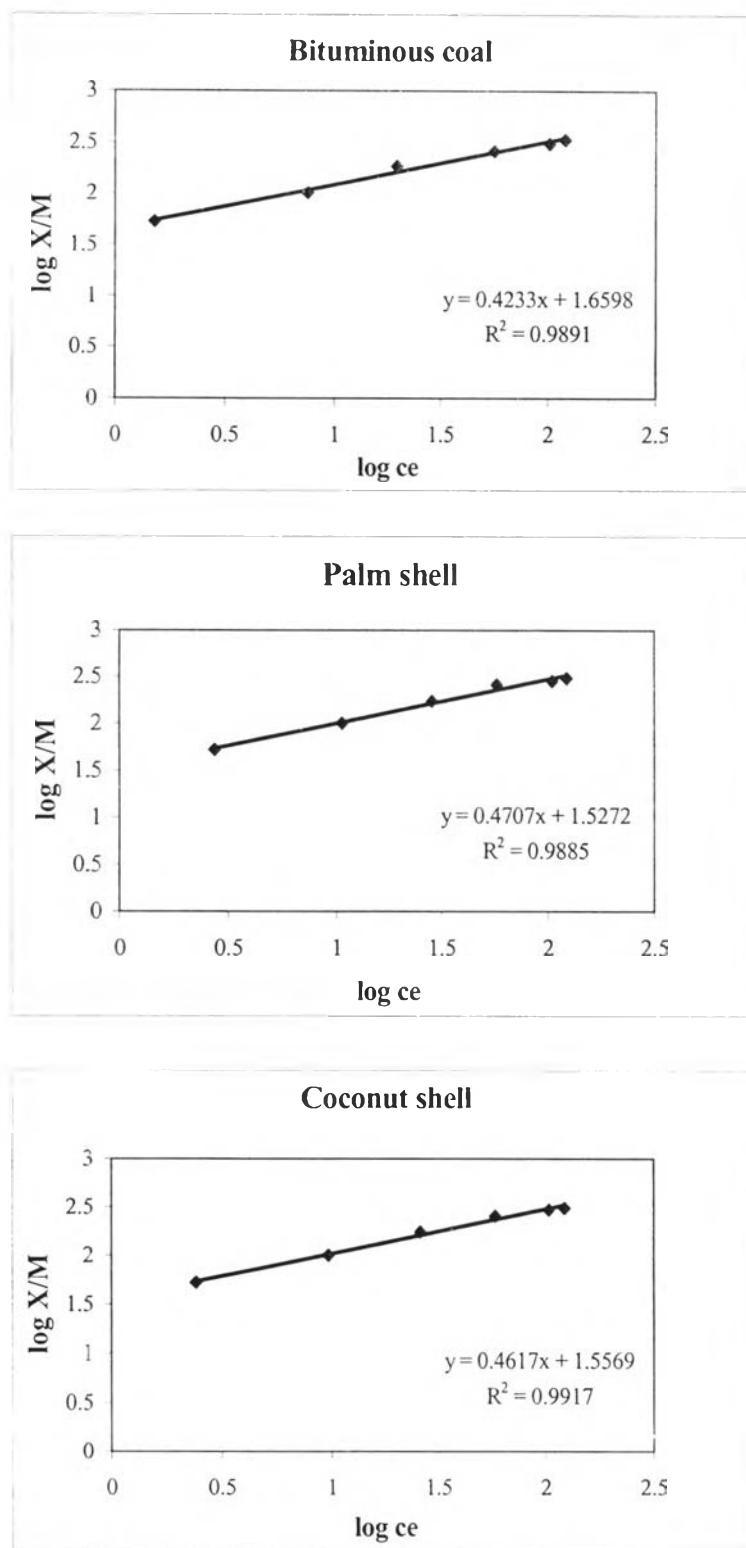 Bituminous coal
3
2.5
2
1.5
1
0.5
0
log X/M
y = 0.4233x + 1.6598
R² = 0.9891
0 0.5 1 1.5 2 2.5
log ce
Palm shell
3
2.5
2
1.5
1
0.5
0
log X/M
y = 0.4707x + 1.5272
R² = 0.9885
0 0.5 1 1.5 2 2.5
log ce
Coconut shell
3
2.5
2
1.5
1
0.5
0
log X/M
y = 0.4617x + 1.5569
R² = 0.9917
0 0.5 1 1.5 2 2.5
log ce